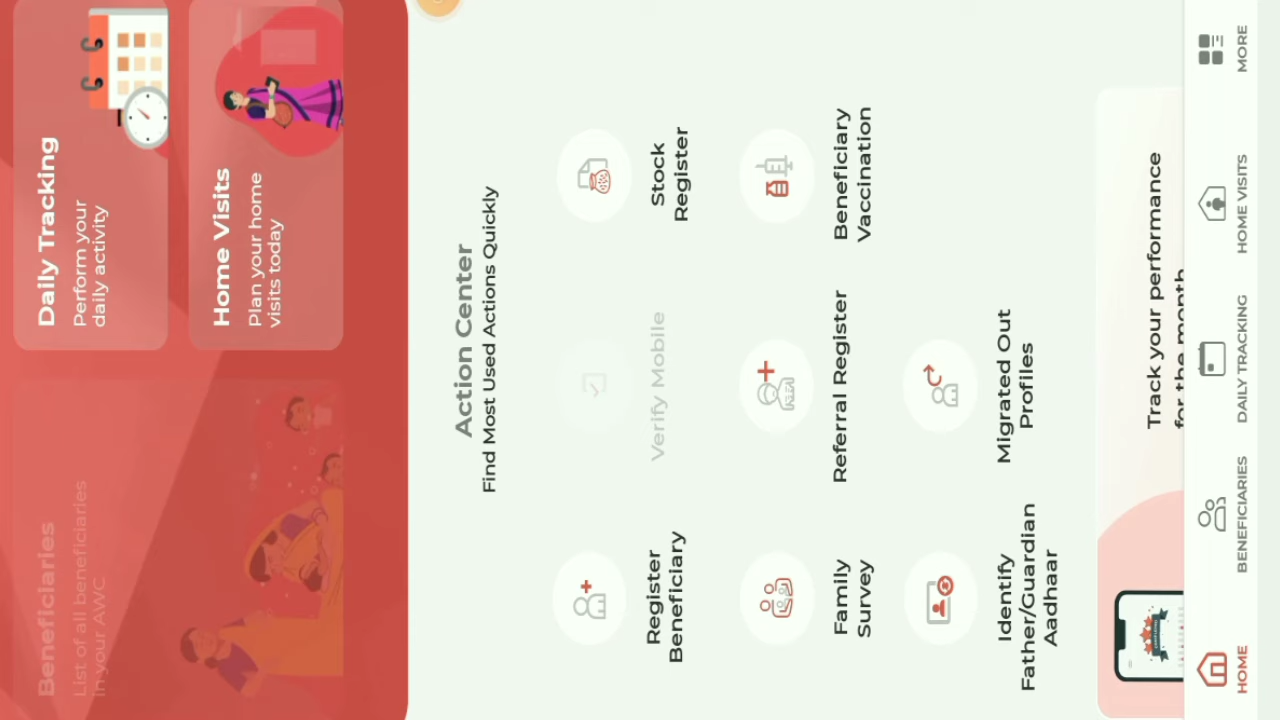 Beneficiaries
List of all beneficiaries
in your AWC
Daily Tracking
Perform your
daily activity
Home Visits
Plan your home
visits today
Action Center
Find Most Used Actions Quickly
Register
Beneficiary
Verify Mobile
Stock
Register
Family
Survey
Referral Register
Beneficiary
Vaccination
Identify
Father/Guardian
Aadhaar
Migrated Out
Profiles
Track your performance
for the month
HOME
BENEFICIARIES
DAILY TRACKING
HOME VISITS
MORE